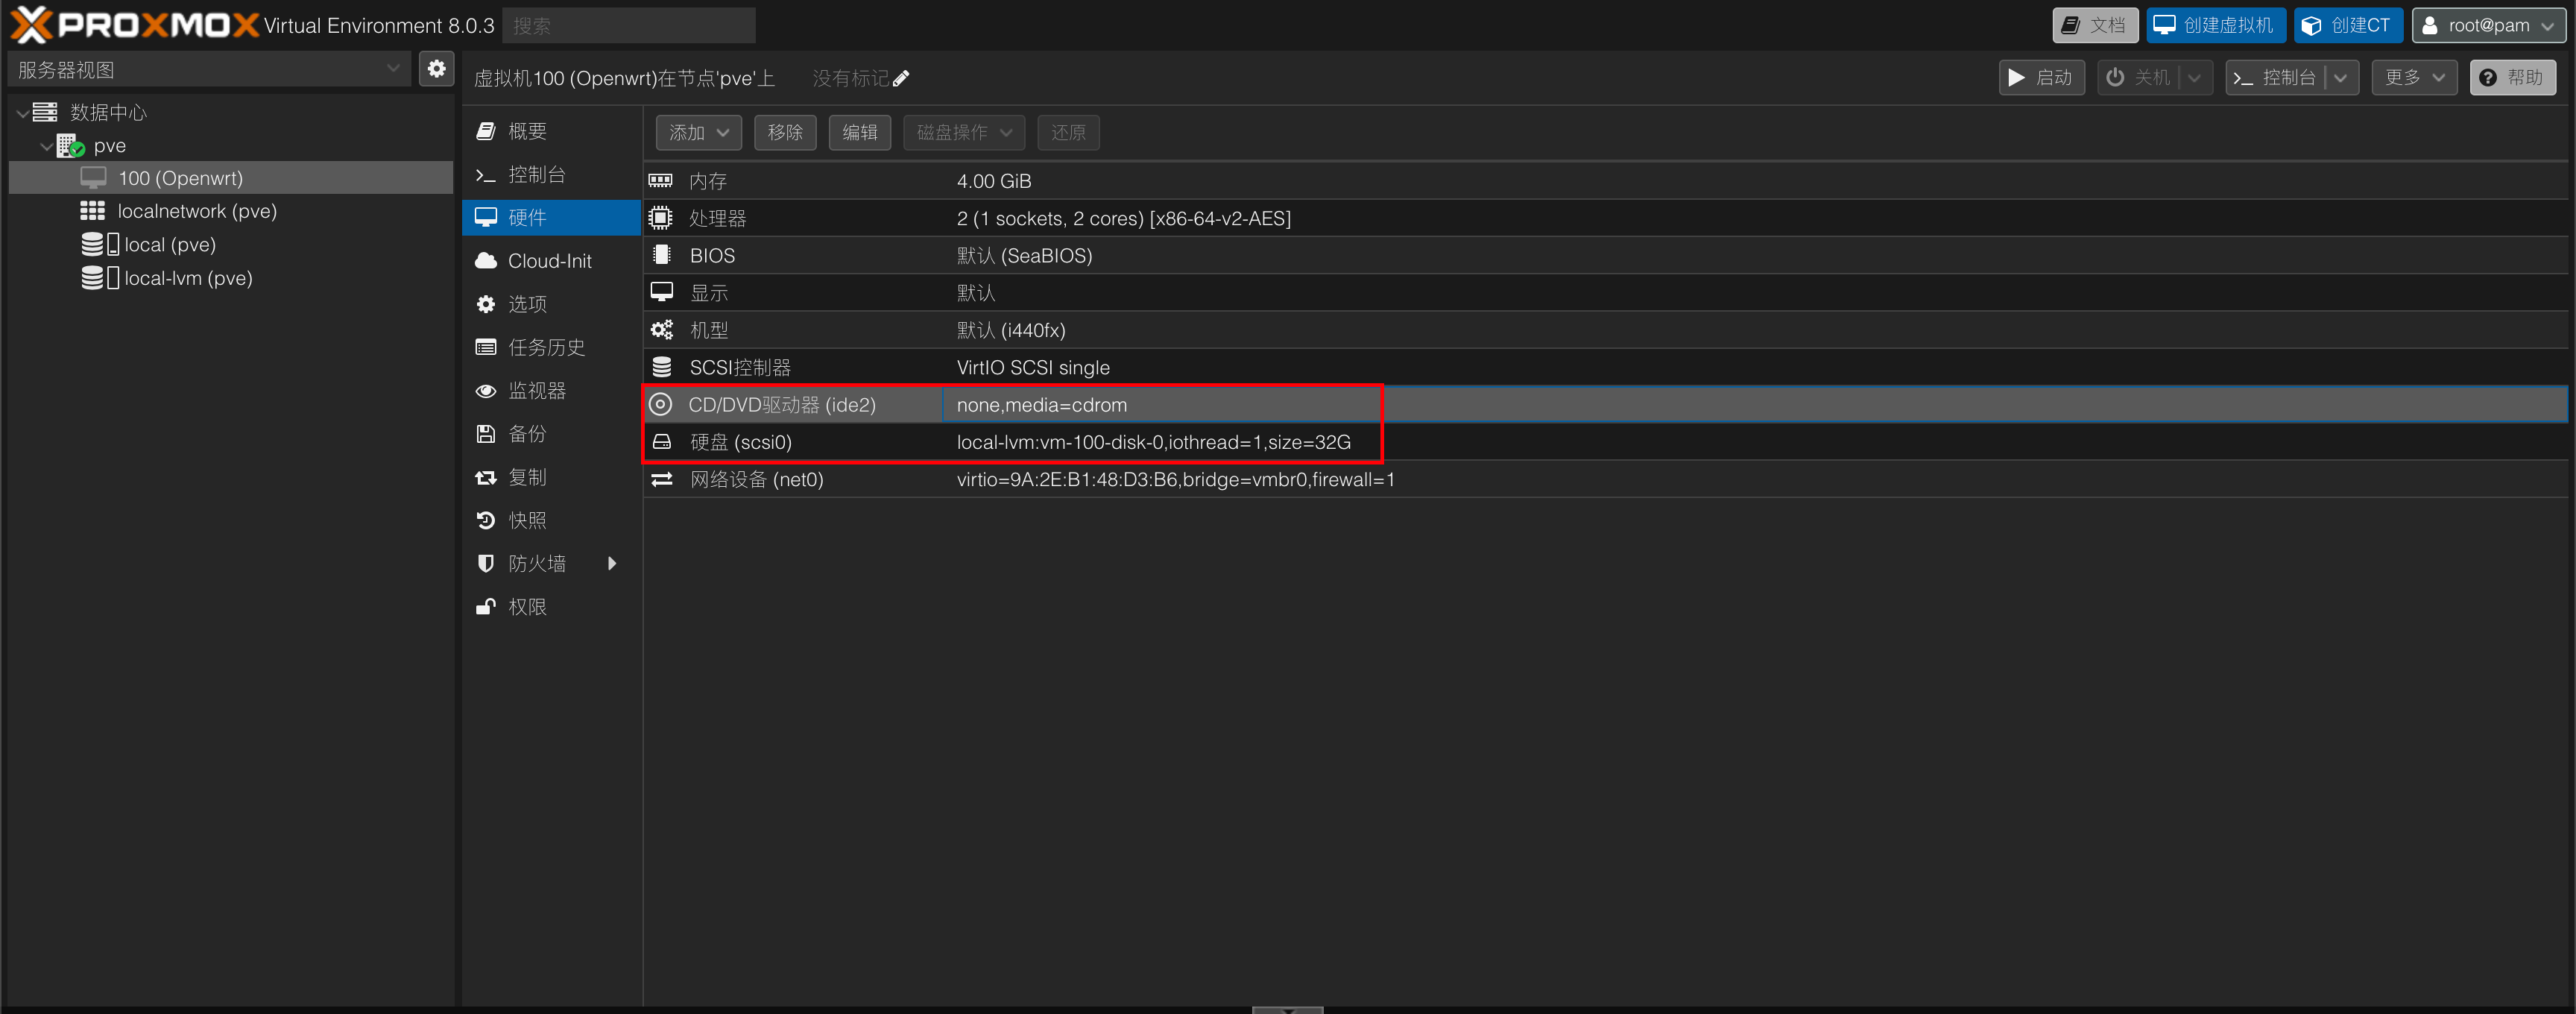 PROXMOX Virtual Environment 8.0.3 搜索 文档 创建虚拟机 创建CT root@pam
服务器视图
虚拟机100 (Openwrt)在节点'pve'上 没有标记 启动 关机 控制台 更多 帮助
数据中心
pve
100 (Openwrt)
localnetwork (pve)
local (pve)
local-lvm (pve)
概要
控制台
硬件
Cloud-Init
选项
任务历史
监视器
备份
复制
快照
防火墙
权限
添加 移除 编辑 磁盘操作 还原
内存 4.00 GiB
处理器 2 (1 sockets, 2 cores) [x86-64-v2-AES]
BIOS 默认 (SeaBIOS)
显示 默认
机型 默认 (i440fx)
SCSI控制器 VirtIO SCSI single
CD/DVD驱动器 (ide2) none,media=cdrom
硬盘 (scsi0) local-lvm:vm-100-disk-0,iothread=1,size=32G
网络设备 (net0) virtio=9A:2E:B1:48:D3:B6,bridge=vmbr0,firewall=1